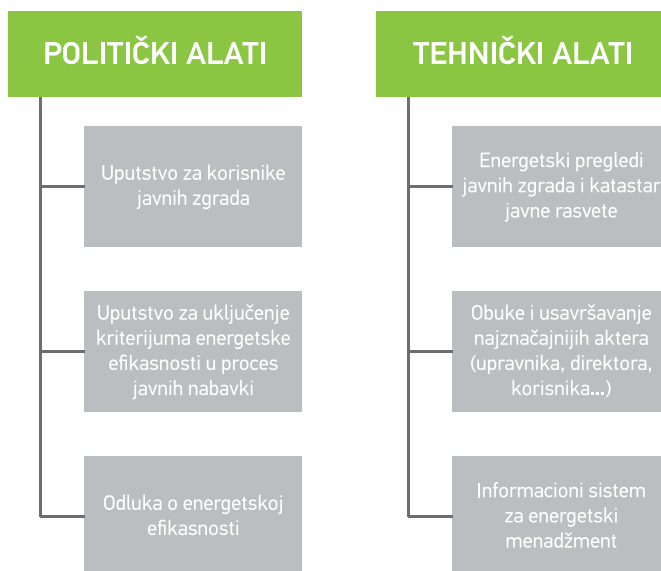 POLITIČKI ALATI
Uputstvo za korisnike
javnih zgrada
Uputstvo za uključenje
kriterijuma energetske
efikasnosti u proces
javnih nabavki
Odluka o energetskoj
efikasnosti
TEHNIČKI ALATI
Energetski pregledi
javnih zgrada i katastar
javne rasvete
Obuke i usavršavanje
najznačajnijih aktera
(upravnika, direktora,
korisnika...)
Informacioni sistem
za energetski
menadžment